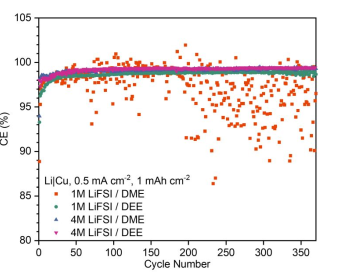 105
100
95
90
85
80
CE (%)
Li|Cu, 0.5 mA cm⁻², 1 mAh cm⁻²
1M LiFSI / DME
1M LiFSI / DEE
4M LiFSI / DME
4M LiFSI / DEE
0 50 100 150 200 250 300 350
Cycle Number